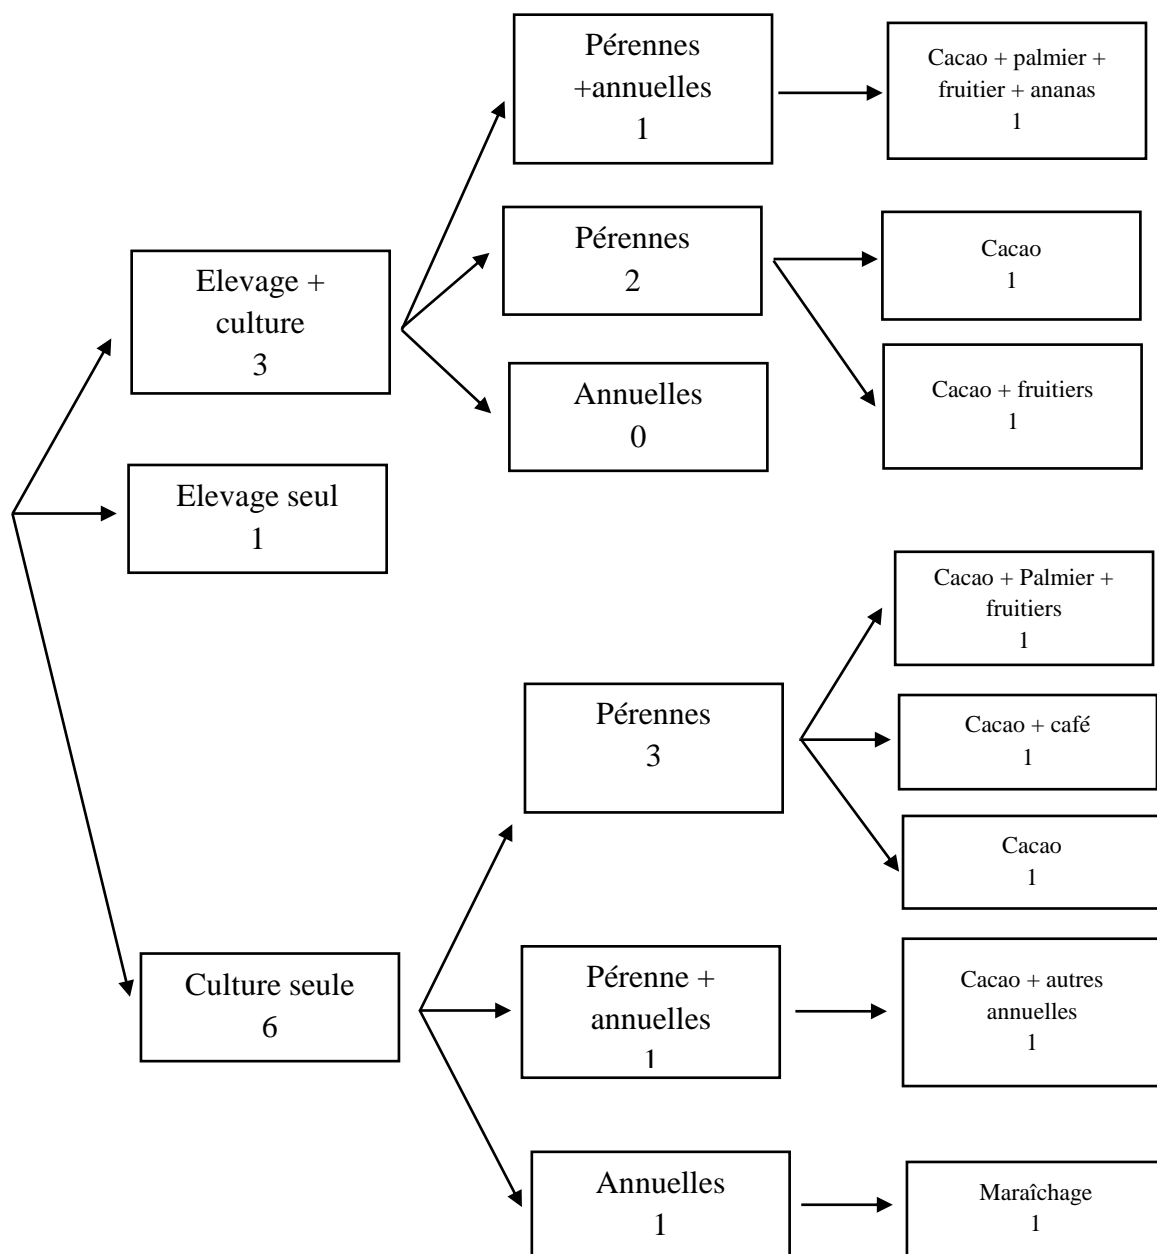 Pérennes
+annuelles
1
Cacao + palmier +
fruitier + ananas
1
Elevage +
culture
3
Pérennes
2
Cacao
1
Cacao + fruitiers
1
Annuelles
0
Elevage seul
1
Cacao + Palmier +
fruitiers
1
Pérennes
3
Cacao + café
1
Cacao
1
Culture seule
6
Pérenne +
annuelles
1
Cacao + autres
annuelles
1
Annuelles
1
Maraîchage
1